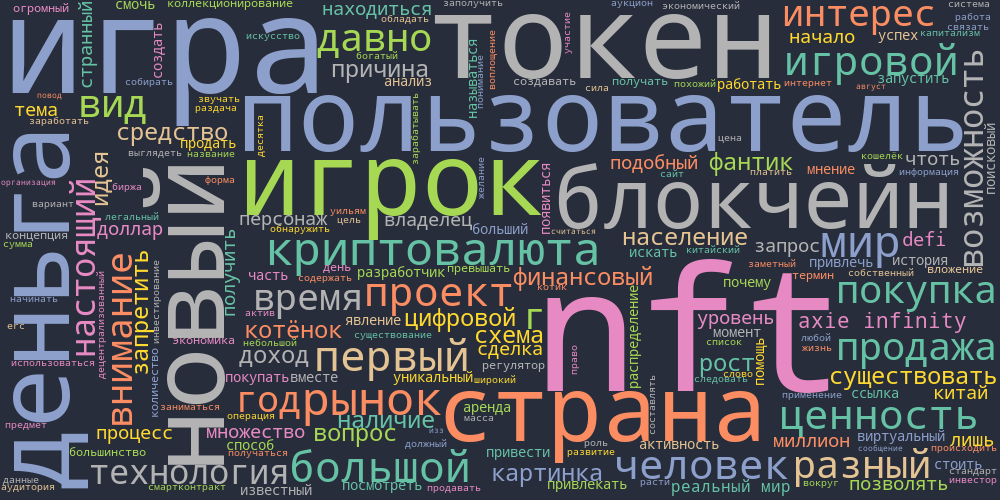 огромный
смочь
коллекционирование
находиться
аукцион
экономический
система
заполучить
обладать
игра
токен
интерес
работа
связать
странный
создать
искусство
давно
богатый
воплощение
участие
начало
успех
капитализм
причина
называться
понимание
игровой
собирать
анализ
создавать
сила
получать
похожий
работать
интернет
запустить
повод
вид
тема
звучать
раздача
зарабатывать
пользователь
август
заработать
средство
десятка
цена
возможность
поисковый
продать
название
выглядеть
идея
игрок
желание
появиться
подобный
фантик
мнение
кошелёк
чтоть
сайт
платить
информация
организация
биржа
форма
блокчейн
вариант
настоящий
легальный
доллар
персонаж
уильям
цель
владелец
обнаружить
больший
считаться
население
китайский
запрос
мир
defi
концепция
сумма
деньга
новый
получить
криптовалюта
искать
заметный
привлечь
история
внимание
запретить
часть
день
содержать
разработчик
превышать
финансовый
котик
почему
термин
собственный
вложение
начинать
егс
децентрализованный
инвестирование
время
актив
проект
nft
распределение
покупка
цифровой
г
уровень
axie infinity
котёнок
явление
схема
момент
список
экономика
небольшой
существование
сделка
любой
жизнь
продажа
использоваться
доход
первый
регулятор
право
рост
помощь
количество
покупать
вместе
уникальный
широкий
следовать
слово
существовать
заниматься
годрынок
страна
составлять
применение
ссылка
китай
предмет
операция
аренда
масса
ценность
процесс
множество
наличие
вопрос
изз
роль
миллион
виртуальный
лишь
большинство
способ
получаться
должный
развитие
активность
сообщение
происходить
данные
аудитория
технология
большой
привести
картинка
человек
разный
стоить
стандарт
инвестор
смартконтракт
известный
посмотреть
продавать
привлекать
расти
реальный мир
вокруг
позволять